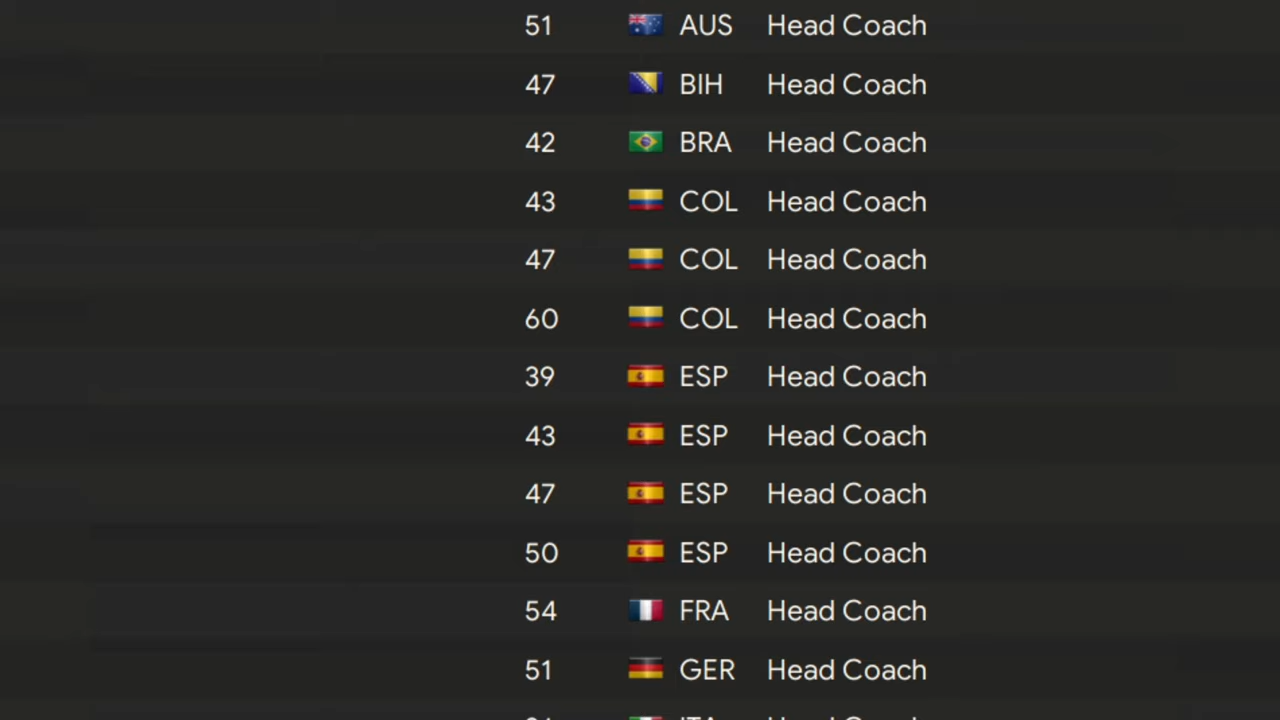 51 AUS Head Coach
47 BIH Head Coach
42 BRA Head Coach
43 COL Head Coach
47 COL Head Coach
60 COL Head Coach
39 ESP Head Coach
43 ESP Head Coach
47 ESP Head Coach
50 ESP Head Coach
54 FRA Head Coach
51 GER Head Coach